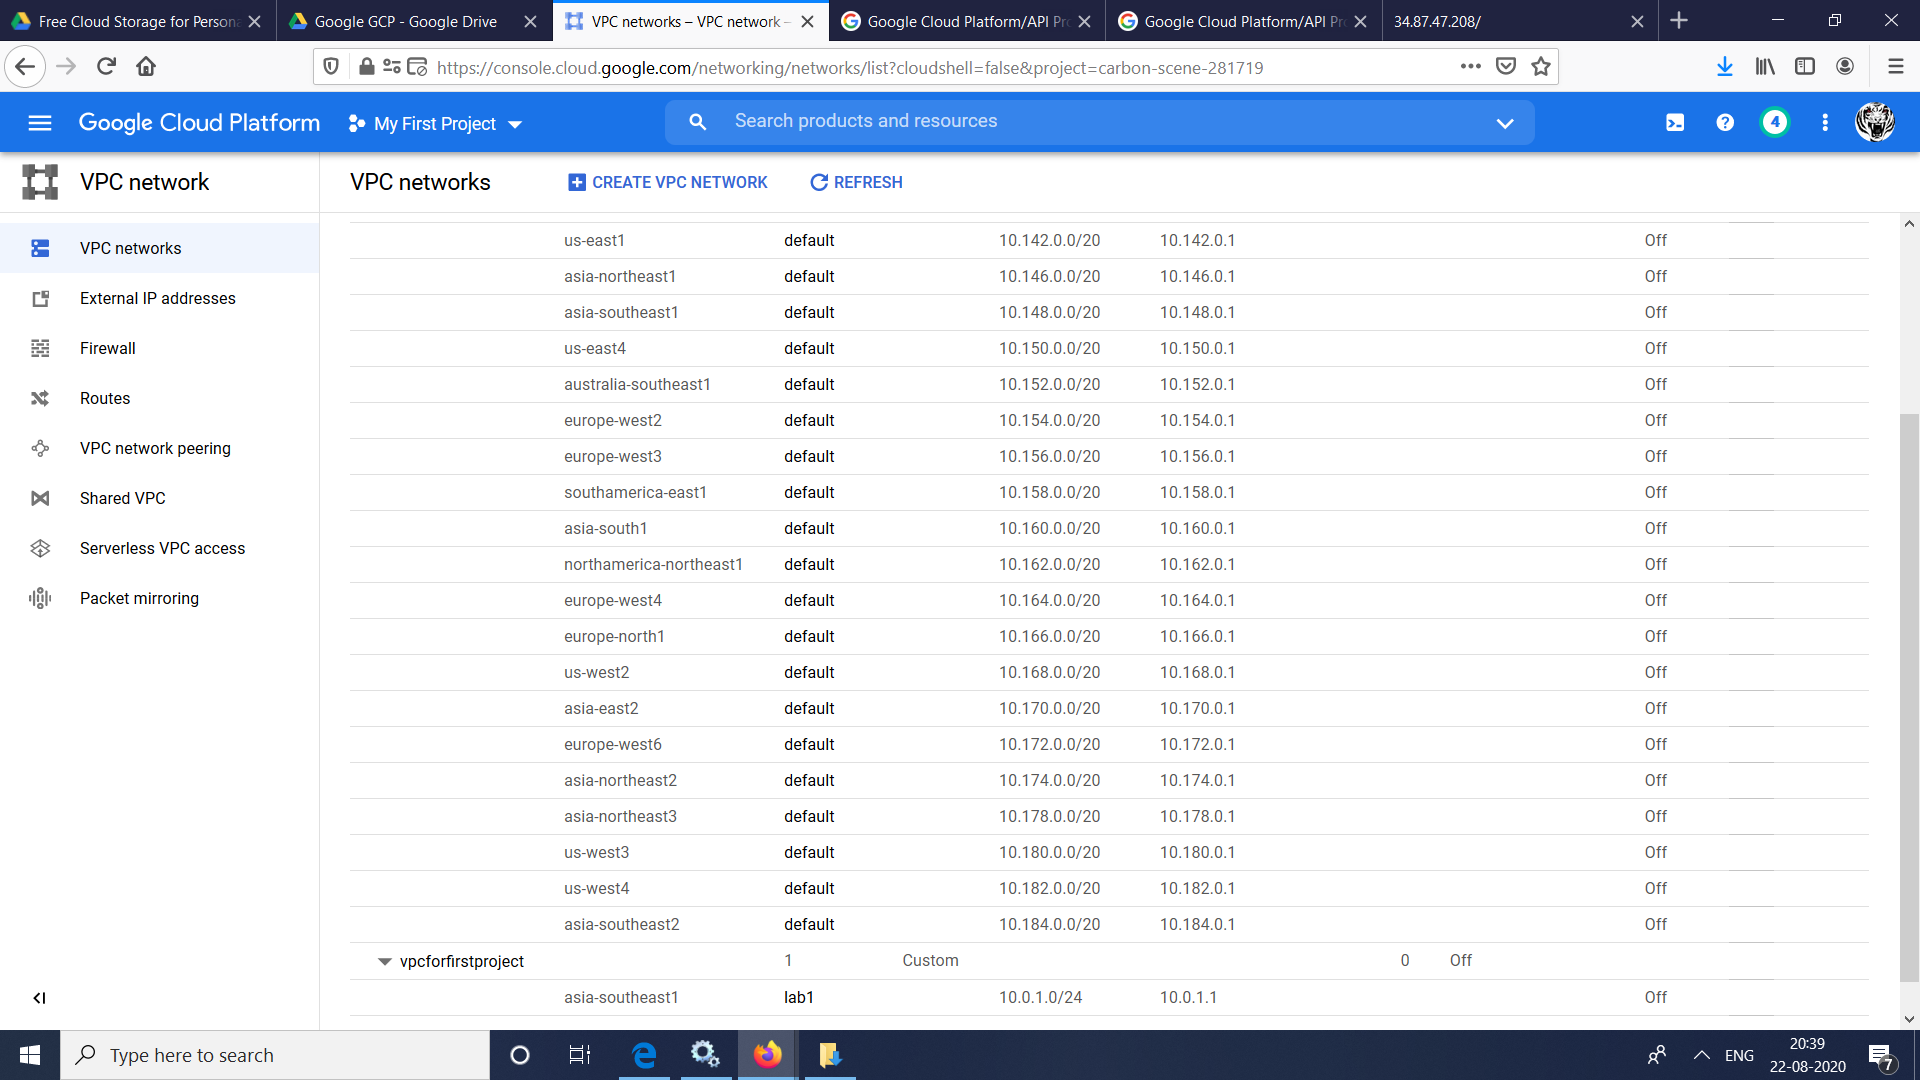 Free Cloud Storage for Persona
Google GCP - Google Drive
VPC networks – VPC network –
Google Cloud Platform/API Pr
Google Cloud Platform/API Pr
34.87.47.208/
https://console.cloud.google.com/networking/networks/list?cloudshell=false&project=carbon-scene-281719
Google Cloud Platform
My First Project
Search products and resources
4
VPC network
VPC networks
CREATE VPC NETWORK
REFRESH
VPC networks
External IP addresses
Firewall
Routes
VPC network peering
Shared VPC
Serverless VPC access
Packet mirroring
us-east1 default 10.142.0.0/20 10.142.0.1 Off
asia-northeast1 default 10.146.0.0/20 10.146.0.1 Off
asia-southeast1 default 10.148.0.0/20 10.148.0.1 Off
us-east4 default 10.150.0.0/20 10.150.0.1 Off
australia-southeast1 default 10.152.0.0/20 10.152.0.1 Off
europe-west2 default 10.154.0.0/20 10.154.0.1 Off
europe-west3 default 10.156.0.0/20 10.156.0.1 Off
southamerica-east1 default 10.158.0.0/20 10.158.0.1 Off
asia-south1 default 10.160.0.0/20 10.160.0.1 Off
northamerica-northeast1 default 10.162.0.0/20 10.162.0.1 Off
europe-west4 default 10.164.0.0/20 10.164.0.1 Off
europe-north1 default 10.166.0.0/20 10.166.0.1 Off
us-west2 default 10.168.0.0/20 10.168.0.1 Off
asia-east2 default 10.170.0.0/20 10.170.0.1 Off
europe-west6 default 10.172.0.0/20 10.172.0.1 Off
asia-northeast2 default 10.174.0.0/20 10.174.0.1 Off
asia-northeast3 default 10.178.0.0/20 10.178.0.1 Off
us-west3 default 10.180.0.0/20 10.180.0.1 Off
us-west4 default 10.182.0.0/20 10.182.0.1 Off
asia-southeast2 default 10.184.0.0/20 10.184.0.1 Off
vpcforfirstproject 1 Custom 0 Off
asia-southeast1 lab1 10.0.1.0/24 10.0.1.1 Off
Type here to search
ENG
20:39
22-08-2020
7